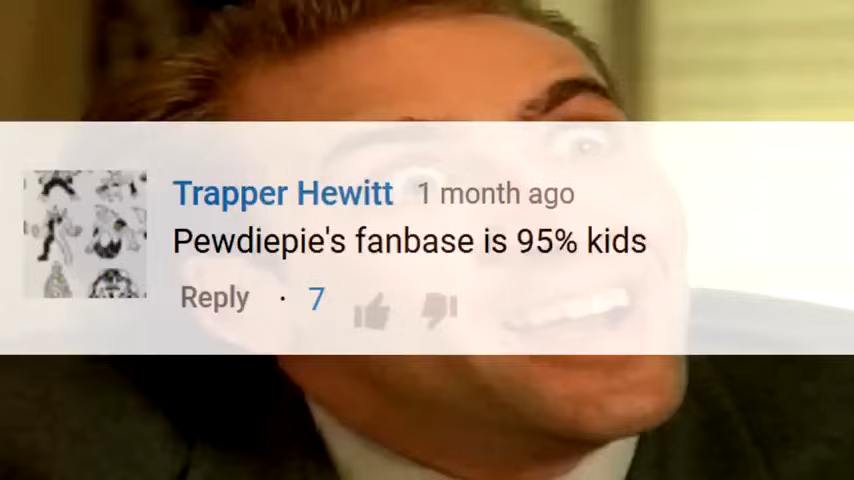 Trapper Hewitt 1 month ago
Pewdiepie's fanbase is 95% kids
Reply · 7